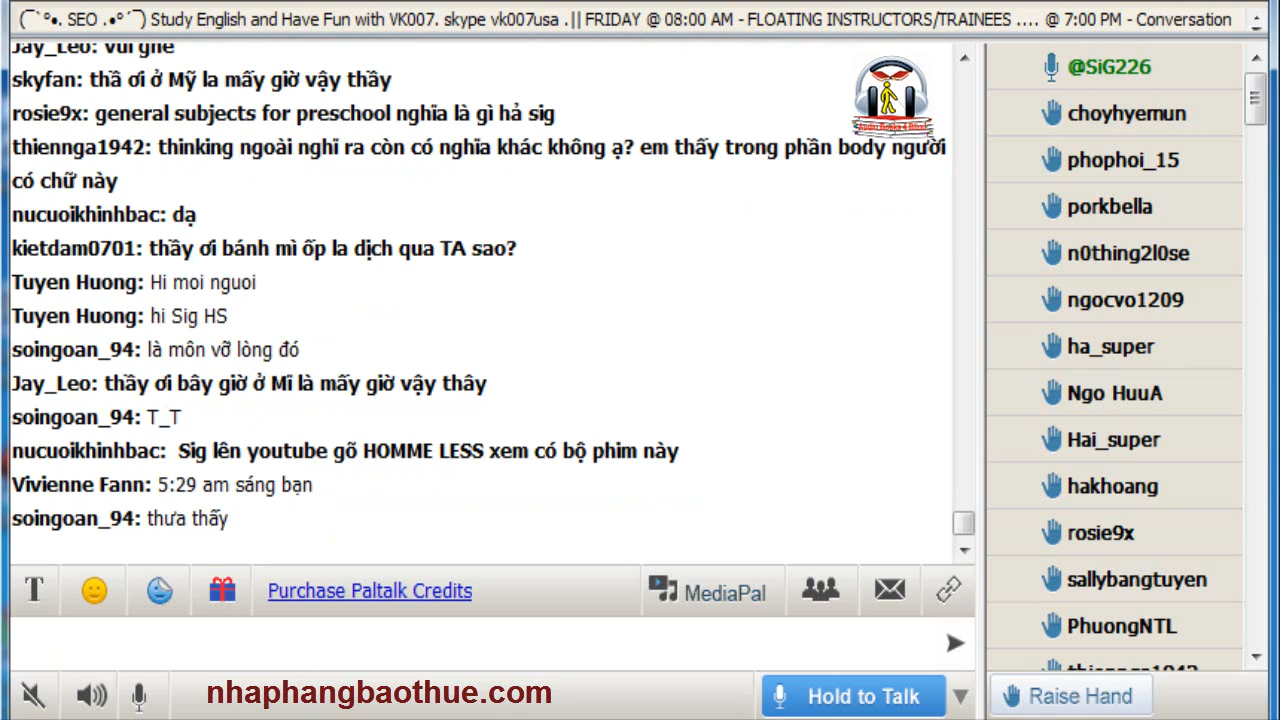 (¯`°•. SEO .•°´¯) Study English and Have Fun with VK007. skype vk007usa .|| FRIDAY @ 08:00 AM - FLOATING INSTRUCTORS/TRAINEES .... @ 7:00 PM - Conversation
Jay_Leo: vui ghe
skyfan: thầ ơi ở Mỹ la mấy giờ vậy thầy
rosie9x: general subjects for preschool nghĩa là gì hả sig
thiennga1942: thinking ngoài nghĩ ra còn có nghĩa khác không ạ? em thấy trong phần body người
có chữ này
nucuoikhinhbac: dạ
kietdam0701: thầy ơi bánh mì ốp la dịch qua TA sao?
Tuyen Huong: Hi moi nguoi
Tuyen Huong: hi Sig HS
soingoan_94: là môn vỡ lòng đó
Jay_Leo: thầy ơi bây giờ ở Mĩ là mấy giờ vậy thây
soingoan_94: T_T
nucuoikhinhbac: Sig lên youtube gõ HOMME LESS xem có bộ phim này
Vivienne Fann: 5:29 am sáng bạn
soingoan_94: thưa thấy
T
Purchase Paltalk Credits
MediaPal
nhaphangbaothue.com
Hold to Talk
@SiG226
choyhyemun
phophoi_15
porkbella
n0thing2l0se
ngocvo1209
ha_super
Ngo HuuA
Hai_super
hakhoang
rosie9x
sallybangtuyen
PhuongNTL
thiennga1942
Raise Hand